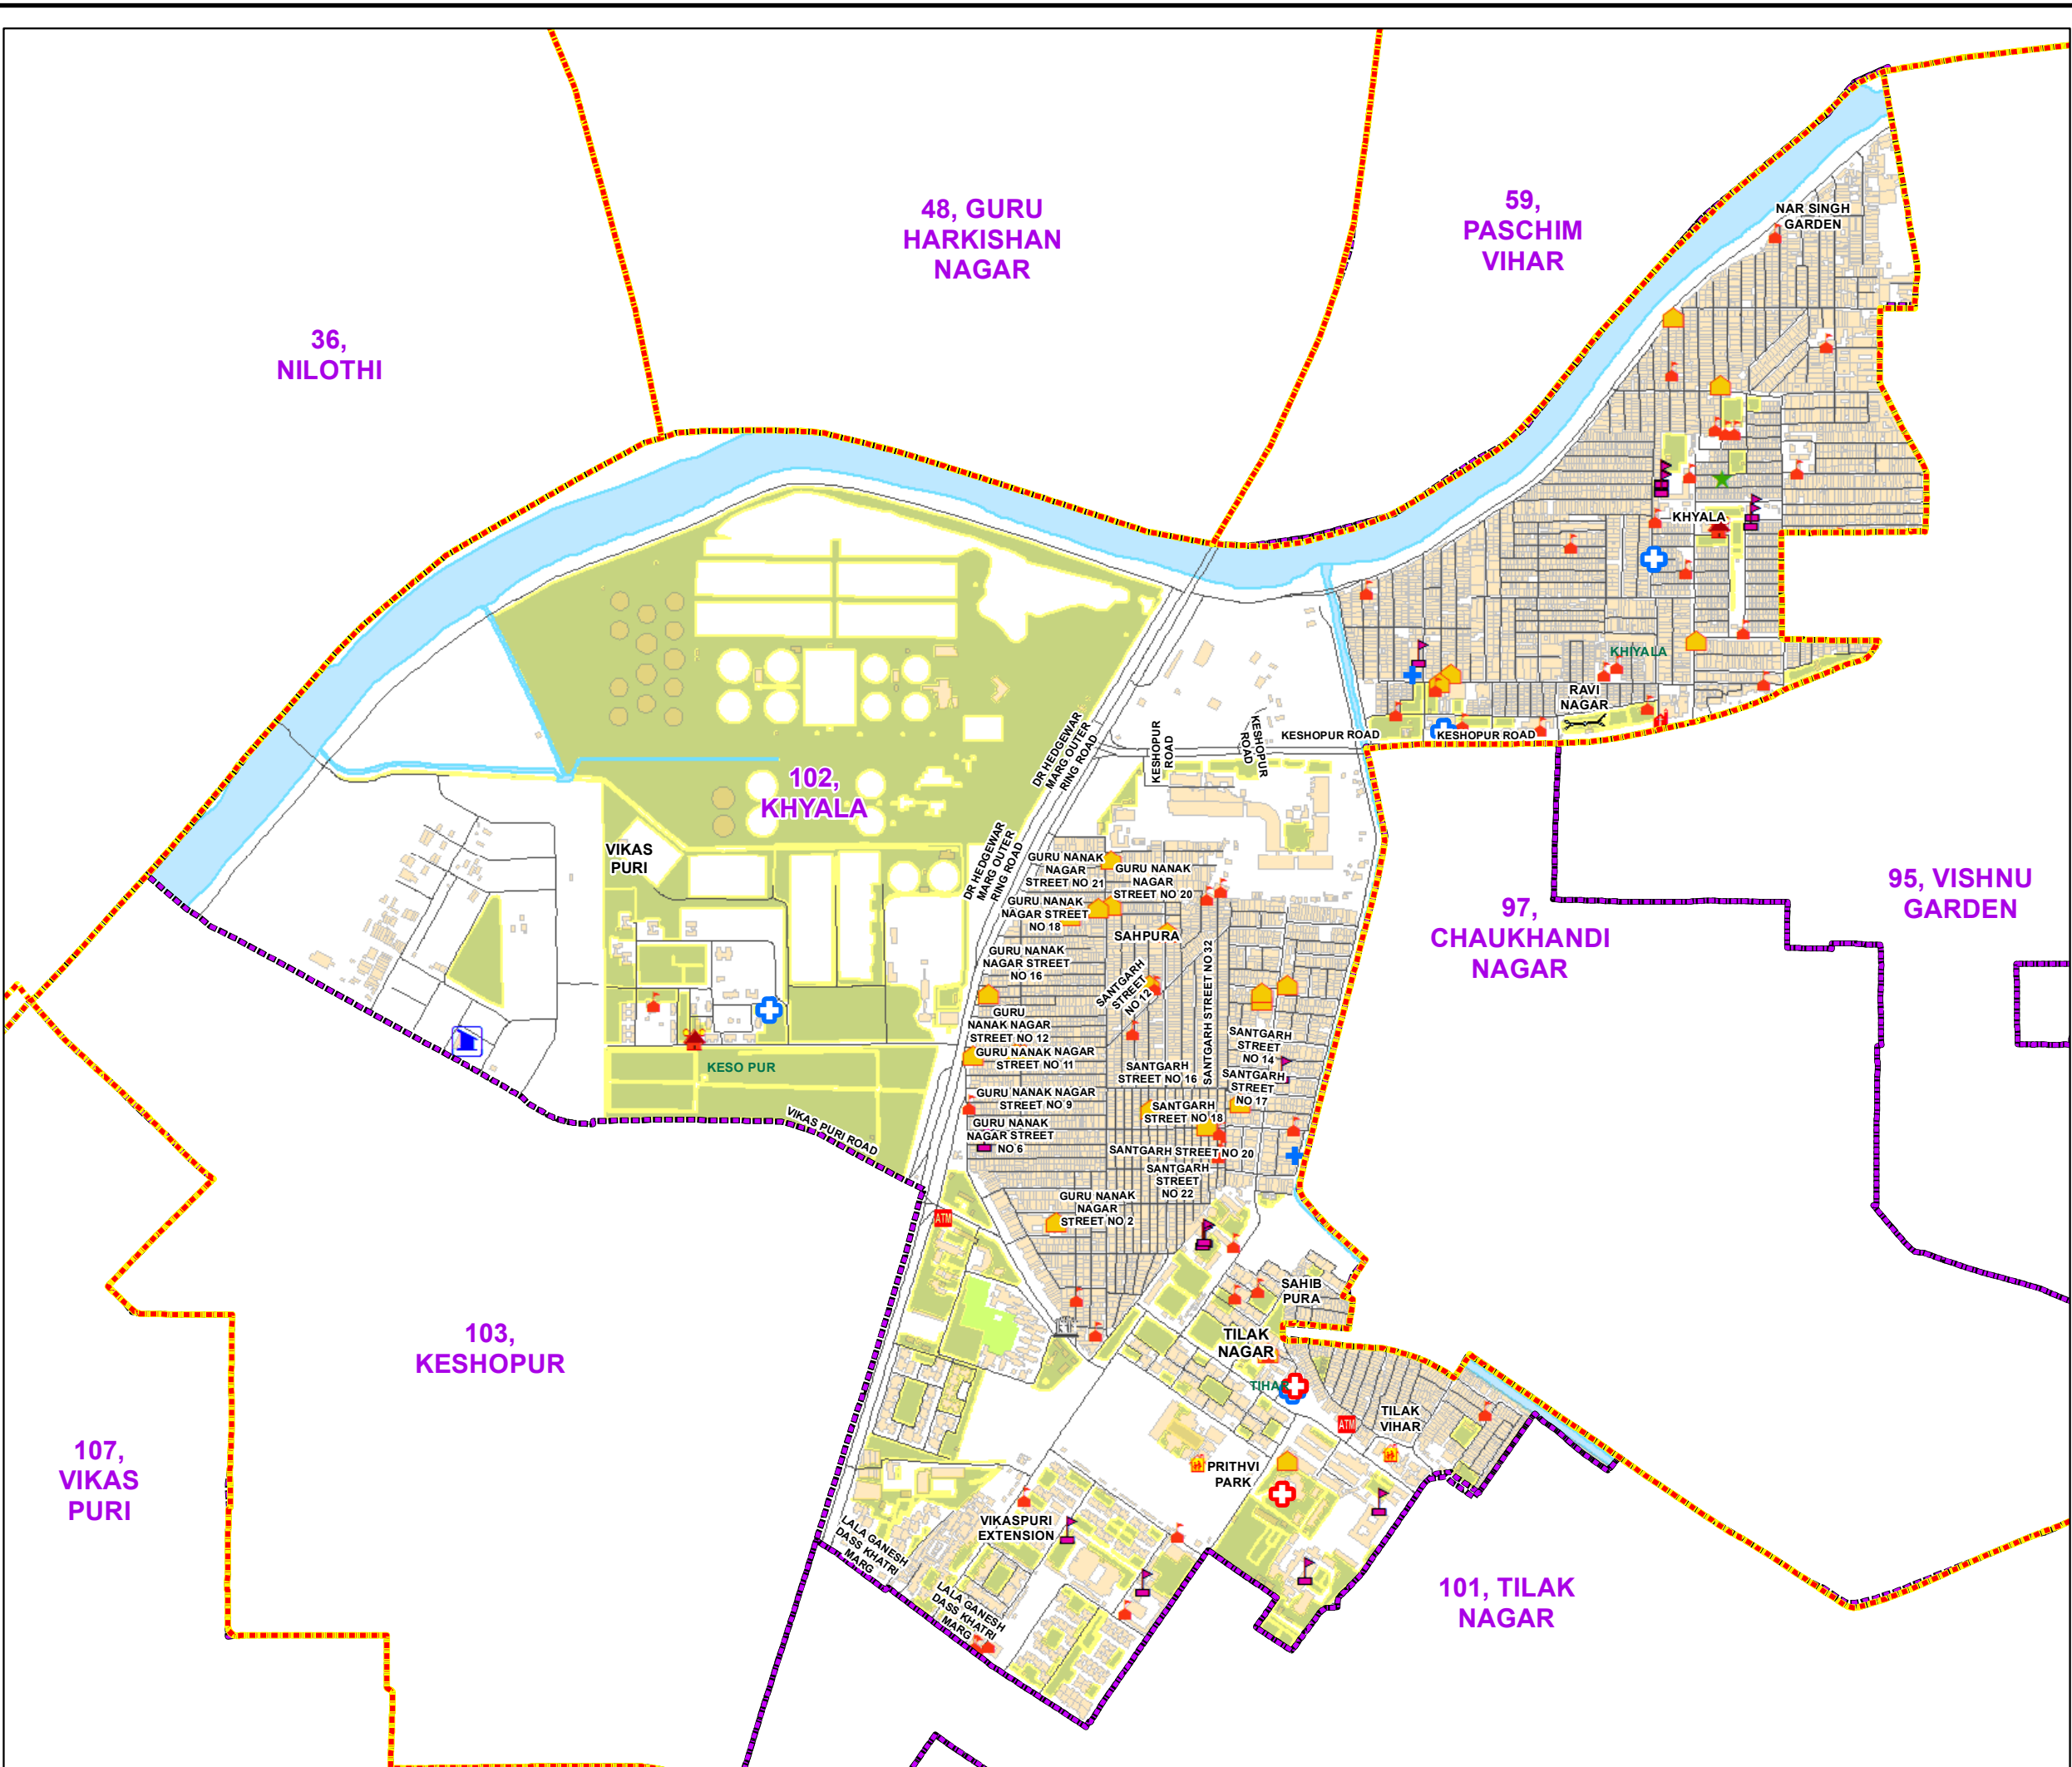 48, GURU
HARKISHAN
NAGAR
59,
PASCHIM
VIHAR
36,
NILOTHI
NAR SINGH
GARDEN
KHYALA
KHIYALA
RAVI
NAGAR
KESHOPUR ROAD
KESHOPUR ROAD
KESHOPUR
ROAD
KESHOPUR
ROAD
DR HEDGEWAR
MARG OUTER
RING ROAD
102,
KHYALA
VIKAS
PURI
DR HEDGEWAR
MARG OUTER
RING ROAD
GURU NANAK
NAGAR
STREET NO 21
GURU NANAK
NAGAR
STREET NO 20
GURU NANAK
NAGAR STREET
NO 18
SAHPURA
GURU NANAK
NAGAR STREET
NO 16
SANTGARH
STREET
NO 12
SANTGARH STREET NO 32
95, VISHNU
GARDEN
97,
CHAUKHANDI
NAGAR
GURU
NANAK NAGAR
STREET NO 12
SANTGARH
STREET
NO 14
GURU NANAK NAGAR
STREET NO 11
SANTGARH
STREET NO 16
SANTGARH
STREET
NO 17
KESO PUR
GURU NANAK NAGAR
STREET NO 9
SANTGARH
STREET NO 18
VIKAS PURI ROAD
GURU NANAK
NAGAR STREET
NO 6
SANTGARH STREET NO 20
SANTGARH
STREET
NO 22
GURU NANAK
NAGAR
STREET NO 2
ATM
SAHIB
PURA
TILAK
NAGAR
TIHAR
103,
KESHOPUR
ATM
TILAK
VIHAR
PRITHVI
PARK
107,
VIKAS
PURI
VIKASPURI
EXTENSION
LALA GANESH
DASS KHATRI
MARG
LALA GANESH
DASS KHATRI
MARG
101, TILAK
NAGAR